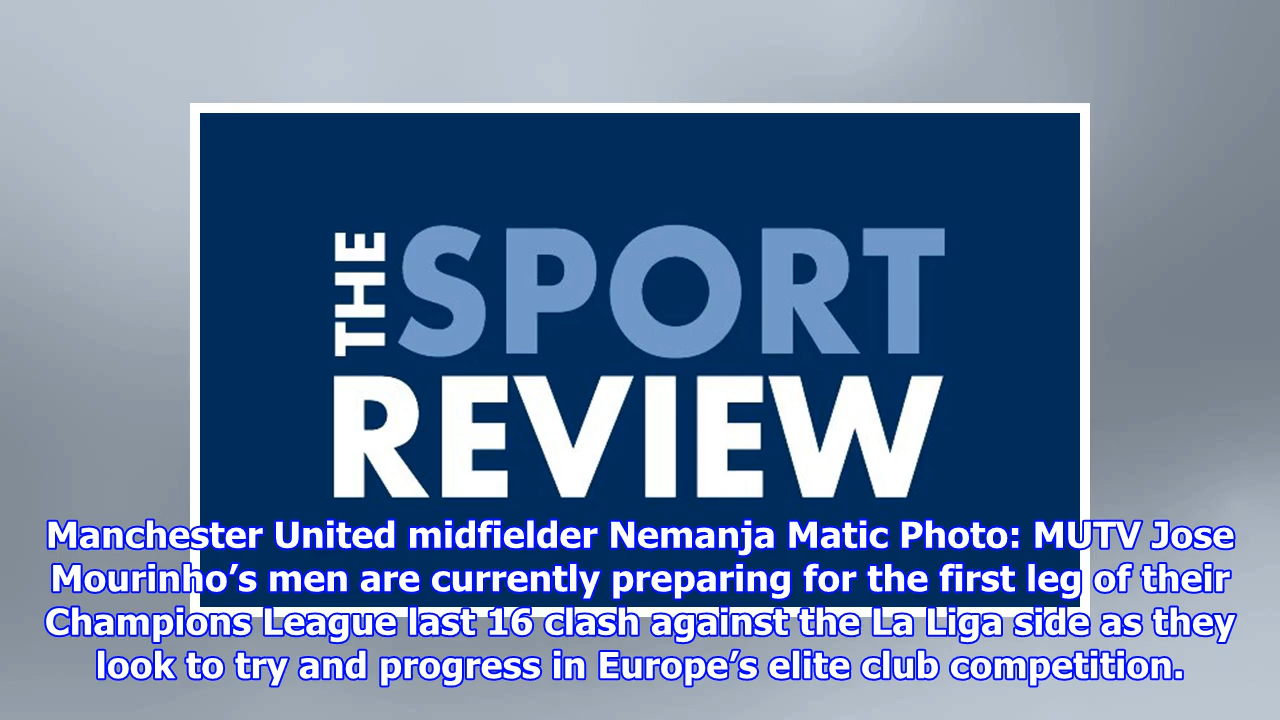 THE
SPORT
REVIEW
Manchester United midfielder Nemanja Matic Photo: MUTV Jose
Mourinho’s men are currently preparing for the first leg of their
Champions League last 16 clash against the La Liga side as they
look to try and progress in Europe’s elite club competition.